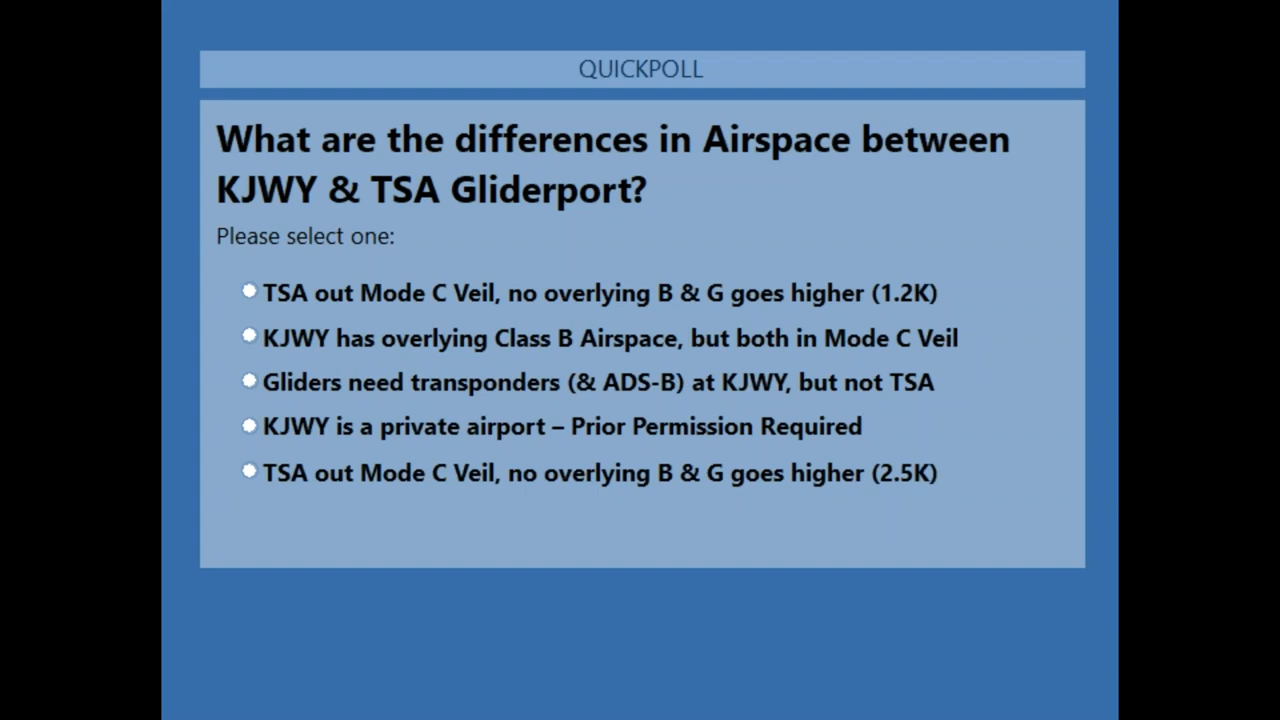 QUICKPOLL
What are the differences in Airspace between
KJWY & TSA Gliderport?
Please select one:
TSA out Mode C Veil, no overlying B & G goes higher (1.2K)
KJWY has overlying Class B Airspace, but both in Mode C Veil
Gliders need transponders (& ADS-B) at KJWY, but not TSA
KJWY is a private airport – Prior Permission Required
TSA out Mode C Veil, no overlying B & G goes higher (2.5K)